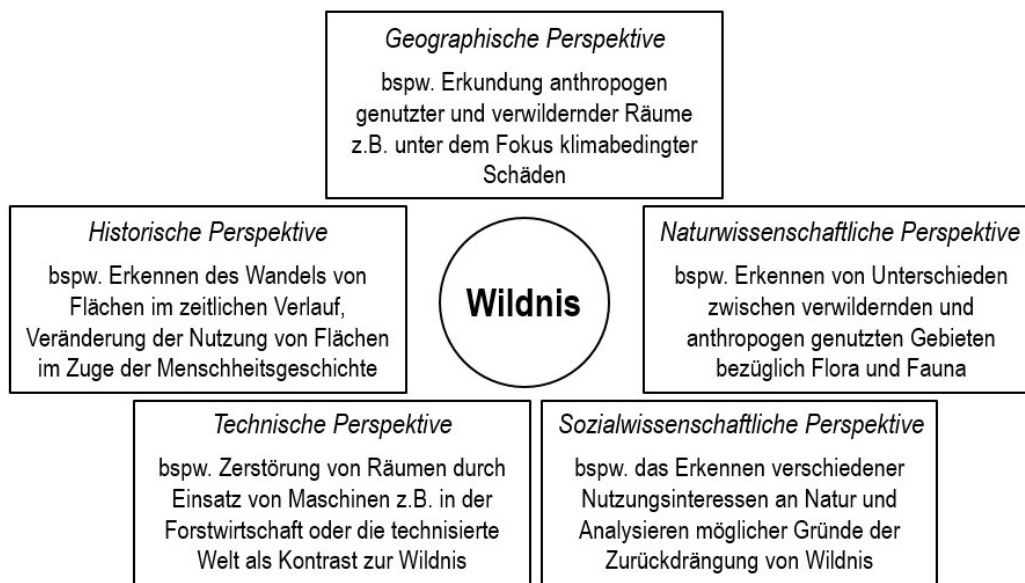 Geographische Perspektive
bspw. Erkundung anthropogen
genutzter und verwildernder Räume
z.B. unter dem Fokus klimabedingter
Schäden
Historische Perspektive
bspw. Erkennen des Wandels von
Flächen im zeitlichen Verlauf,
Veränderung der Nutzung von Flächen
im Zuge der Menschheitsgeschichte
Wildnis
Naturwissenschaftliche Perspektive
bspw. Erkennen von Unterschieden
zwischen verwildernden und
anthropogen genutzten Gebieten
bezüglich Flora und Fauna
Technische Perspektive
bspw. Zerstörung von Räumen durch
Einsatz von Maschinen z.B. in der
Forstwirtschaft oder die technisierte
Welt als Kontrast zur Wildnis
Sozialwissenschaftliche Perspektive
bspw. das Erkennen verschiedener
Nutzungsinteressen an Natur und
Analysieren möglicher Gründe der
Zurückdrängung von Wildnis